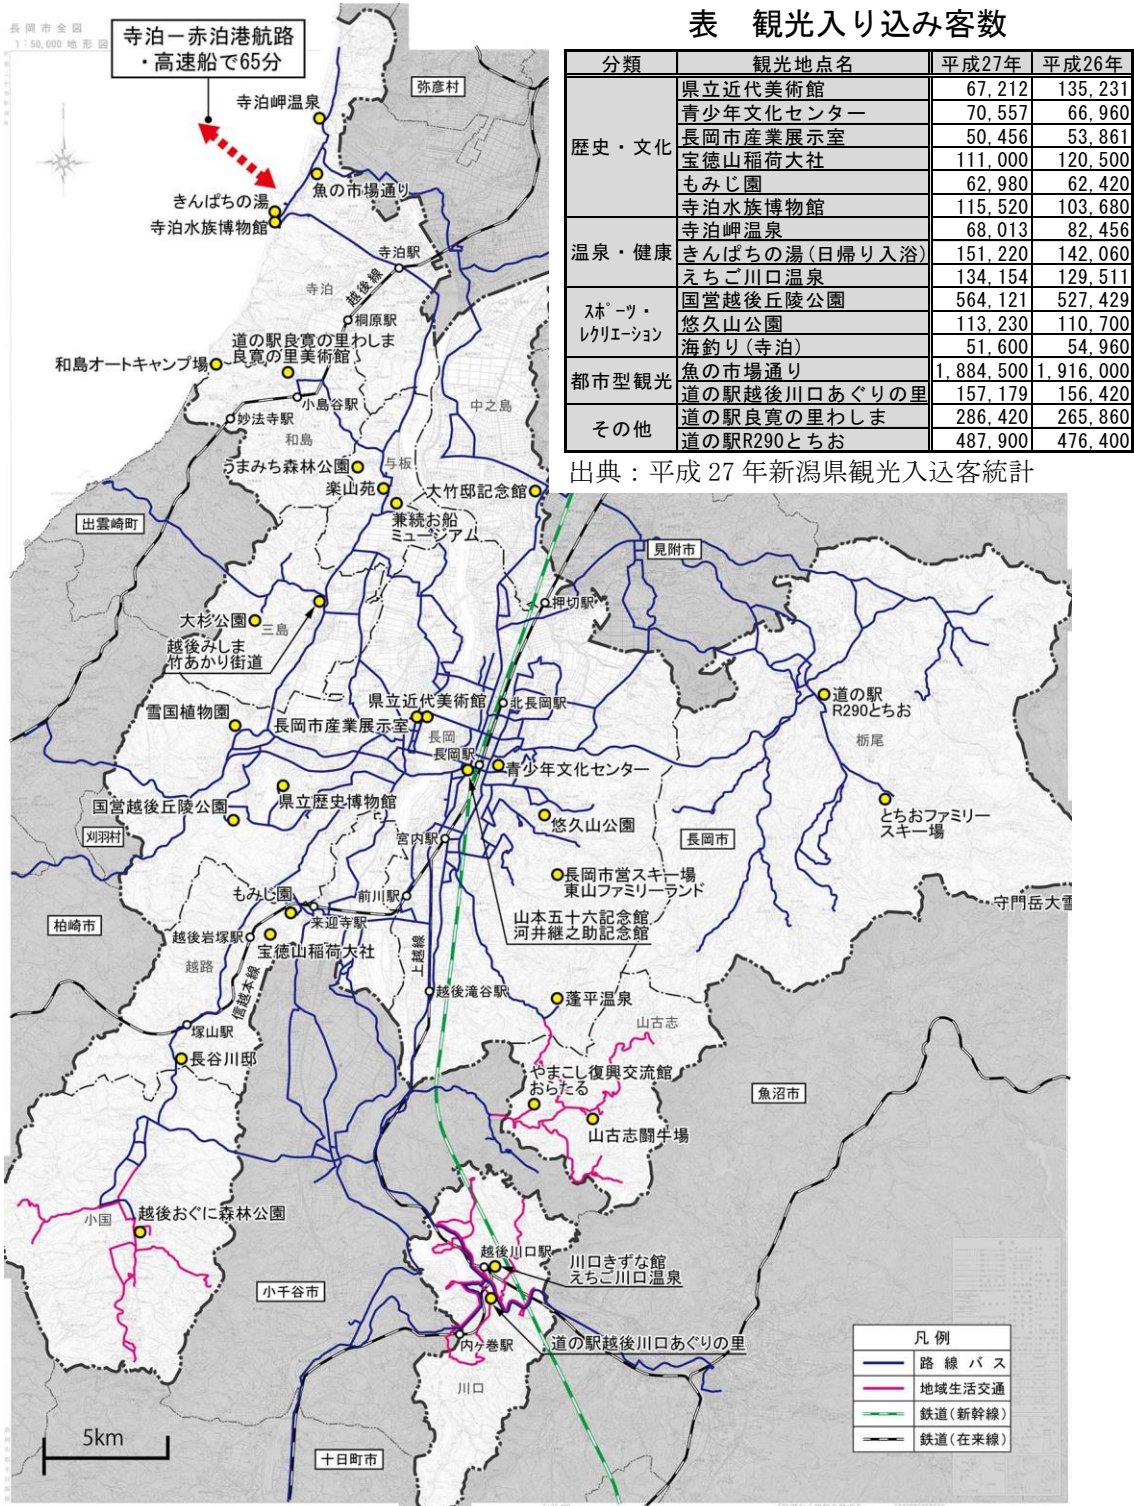 長岡市全図
1:50,000 地形図
寺泊－赤泊港航路
・高速船で65分
表　観光入り込み客数
分類 観光地点名 平成27年 平成26年
歴史・文化
県立近代美術館 67,212 135,231
青少年文化センター 70,557 66,960
長岡市産業展示室 50,456 53,861
宝徳山稲荷大社 111,000 120,500
もみじ園 62,980 62,420
寺泊水族博物館 115,520 103,680
温泉・健康
寺泊岬温泉 68,013 82,456
きんぱちの湯(日帰り入浴) 151,220 142,060
えちご川口温泉 134,154 129,511
ｽﾎﾟｰﾂ・
ﾚｸﾘｴｰｼｮﾝ
国営越後丘陵公園 564,121 527,429
悠久山公園 113,230 110,700
海釣り(寺泊) 51,600 54,960
都市型観光
魚の市場通り 1,884,500 1,916,000
道の駅越後川口あぐりの里 157,179 156,420
その他
道の駅良寛の里わしま 286,420 265,860
道の駅R290とちお 487,900 476,400
出典：平成 27 年新潟県観光入込客統計
弥彦村
寺泊岬温泉
魚の市場通り
きんぱちの湯
寺泊水族博物館
寺泊駅
寺泊
越後線
桐原駅
道の駅良寛の里わしま
良寛の里美術館
和島オートキャンプ場
小島谷駅
妙法寺駅
中之島
和島
与板
うまみち森林公園
楽山苑
大竹邸記念館
兼続お船
ミュージアム
出雲崎町
見附市
押切駅
大杉公園
三島
越後みしま
竹あかり街道
道の駅
R290とちお
栃尾
県立近代美術館
北長岡駅
雪国植物園
長岡市産業展示室
長岡
長岡駅
青少年文化センター
県立歴史博物館
国営越後丘陵公園
とちおファミリー
スキー場
悠久山公園
刈羽村
宮内駅
長岡市
長岡市営スキー場
東山ファミリーランド
もみじ園
前川駅
守門岳大雪
来迎寺駅
山本五十六記念館
河井継之助記念館
柏崎市
越後岩塚駅
宝徳山稲荷大社
上越線
越路
信越本線
越後滝谷駅
蓬平温泉
山古志
塚山駅
長谷川邸
やまこし復興交流館
おらたる
魚沼市
山古志闘牛場
小国
越後おぐに森林公園
越後川口駅
川口きずな館
えちご川口温泉
小千谷市
内ヶ巻駅
道の駅越後川口あぐりの里
川口
十日町市
5km
凡例
路線バス
地域生活交通
鉄道(新幹線)
鉄道(在来線)